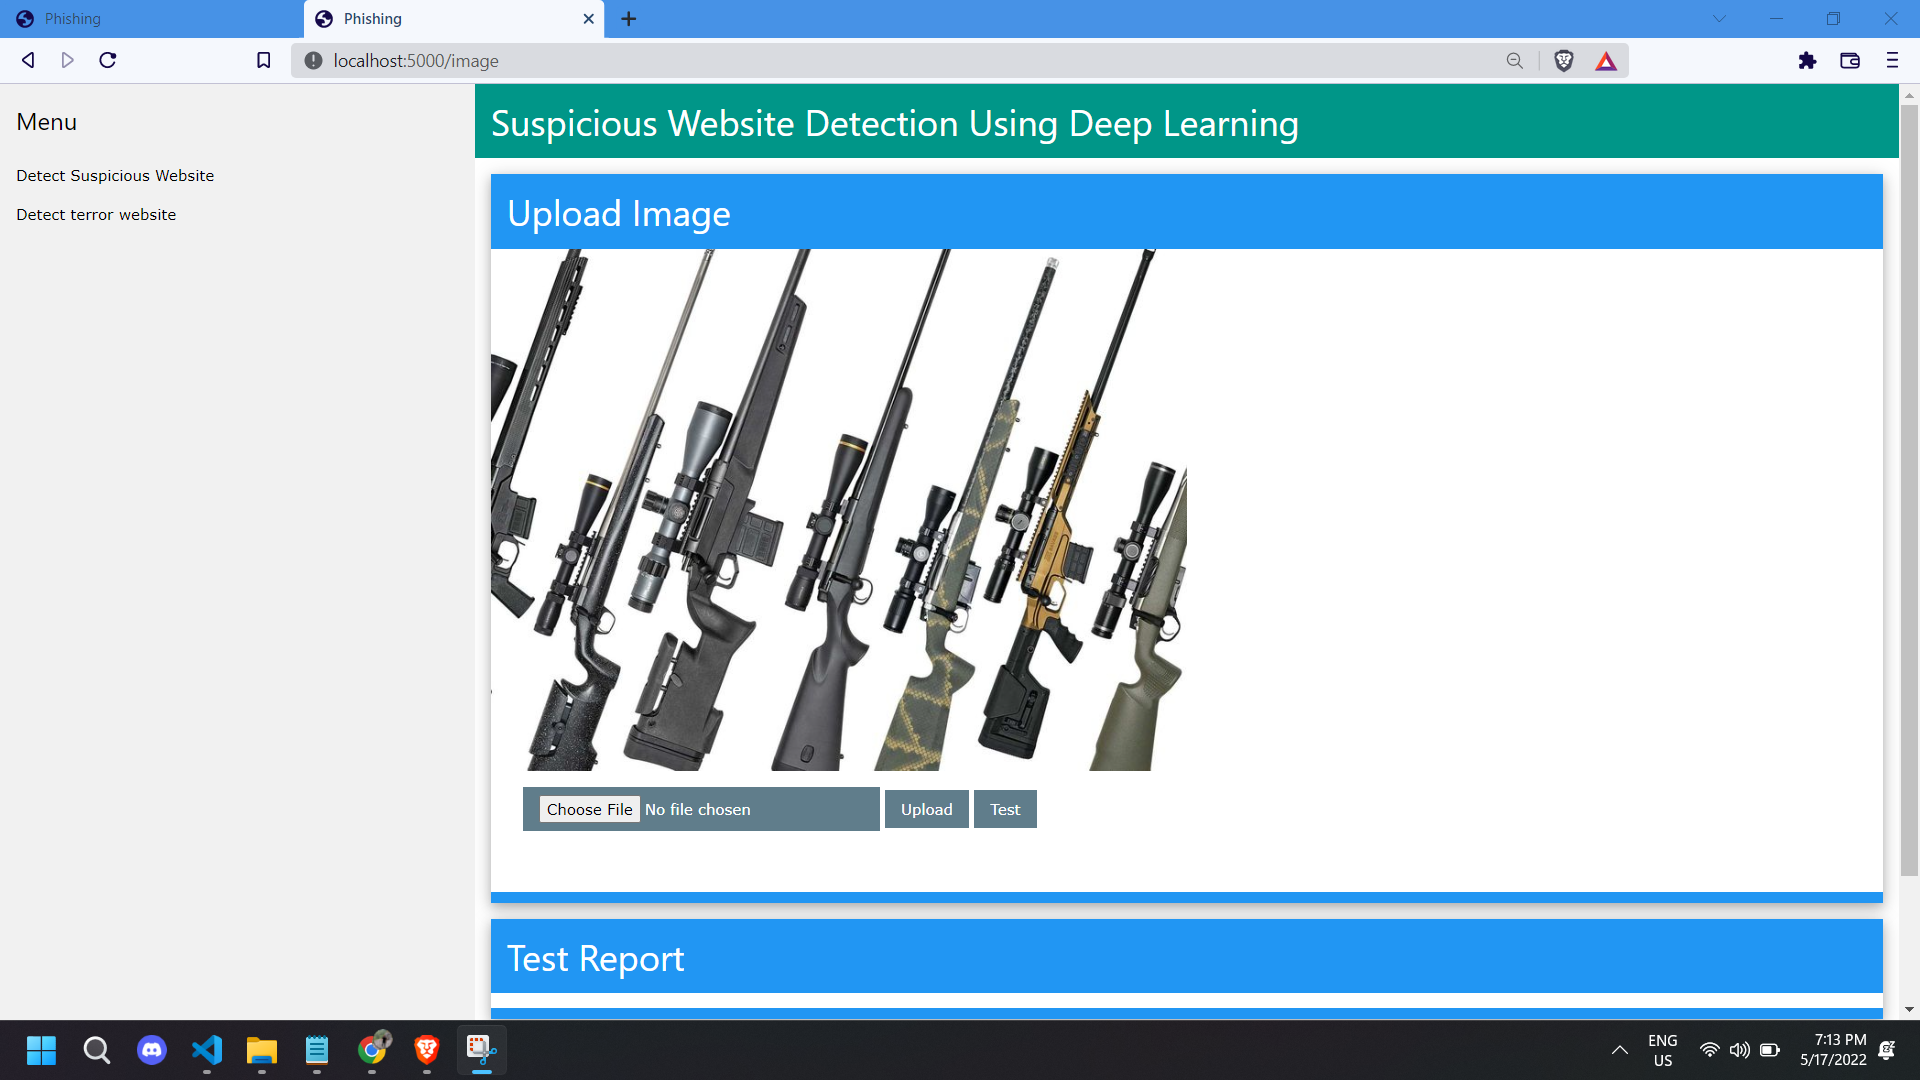 Phishing
Phishing
localhost:5000/image
Menu
Detect Suspicious Website
Detect terror website
Suspicious Website Detection Using Deep Learning
Upload Image
Choose File No file chosen
Upload
Test
Test Report
ENG
US
7:13 PM
5/17/2022